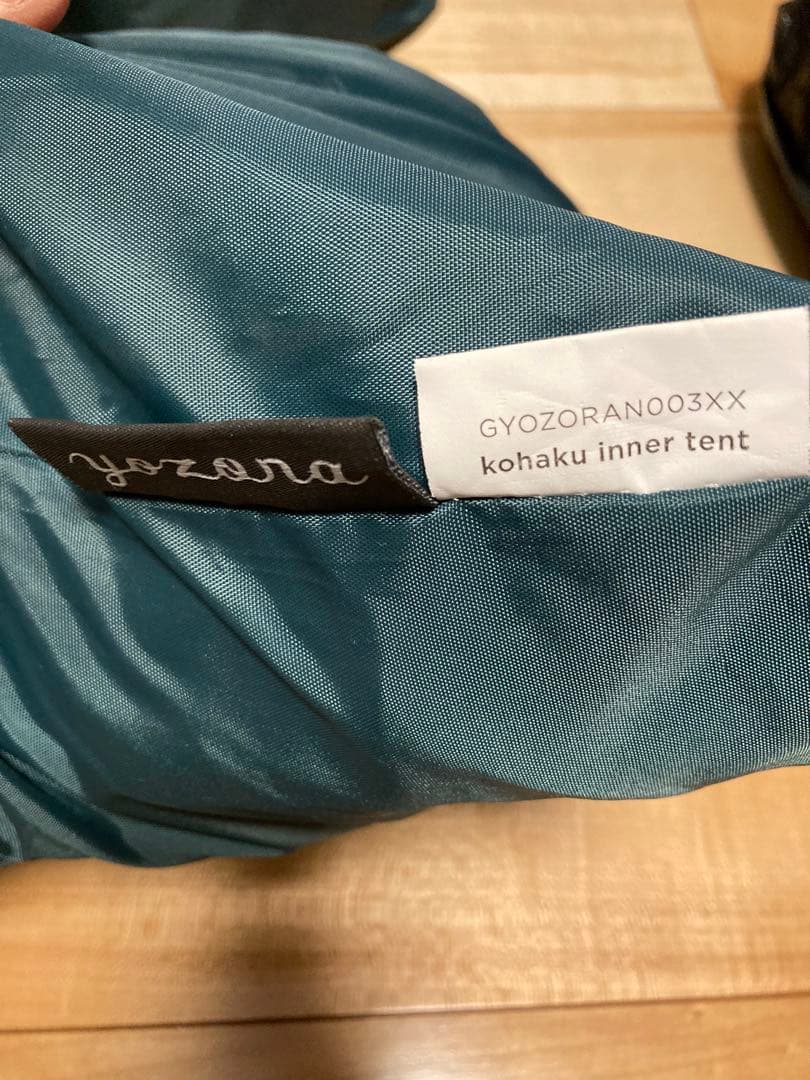 yozora
GYOZORAN003XX
kohaku inner tent